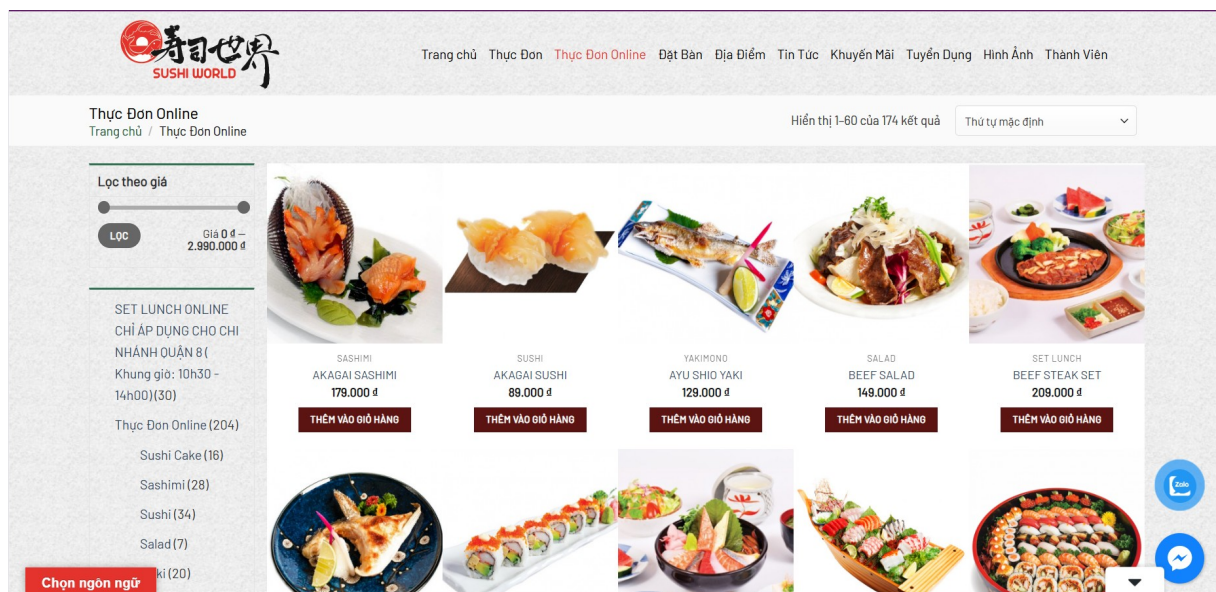 寿司世界
SUSHI WORLD
Trang chủ Thực Đơn Thực Đơn Online Đặt Bàn Địa Điểm Tin Tức Khuyến Mãi Tuyển Dụng Hình Ảnh Thành Viên
Thực Đơn Online
Trang chủ / Thực Đơn Online
Hiển thị 1–60 của 174 kết quả
Thứ tự mặc định
Lọc theo giá
LỌC
Giá 0 ₫ —
2.990.000 ₫
SET LUNCH ONLINE
CHỈ ÁP DỤNG CHO CHI
NHÁNH QUẬN 8 (
Khung giờ: 10h30 -
14h00) (30)
Thực Đơn Online (204)
Sushi Cake (16)
Sashimi (28)
Sushi (34)
Salad (7)
ki (20)
Chọn ngôn ngữ
SASHIMI
AKAGAI SASHIMI
179.000 ₫
THÊM VÀO GIỎ HÀNG
SUSHI
AKAGAI SUSHI
89.000 ₫
THÊM VÀO GIỎ HÀNG
YAKIMONO
AYU SHIO YAKI
129.000 ₫
THÊM VÀO GIỎ HÀNG
SALAD
BEEF SALAD
149.000 ₫
THÊM VÀO GIỎ HÀNG
SET LUNCH
BEEF STEAK SET
209.000 ₫
THÊM VÀO GIỎ HÀNG
Zalo